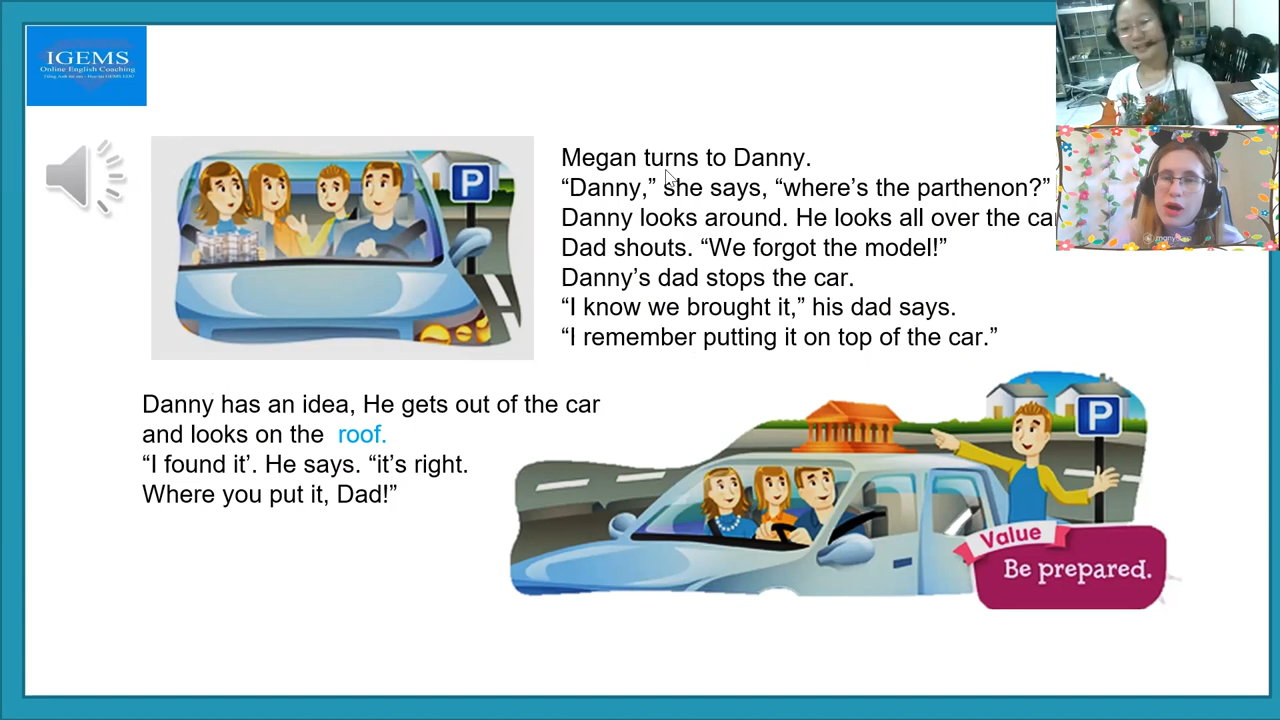 IGEMS
Online English Coaching
Megan turns to Danny.
“Danny,” she says, “where’s the parthenon?”
Danny looks around. He looks all over the ca
Dad shouts. “We forgot the model!”
Danny’s dad stops the car.
“I know we brought it,” his dad says.
“I remember putting it on top of the car.”
P
Danny has an idea, He gets out of the car
and looks on the roof.
“I found it’. He says. “it’s right.
Where you put it, Dad!”
P
Value
Be prepared.